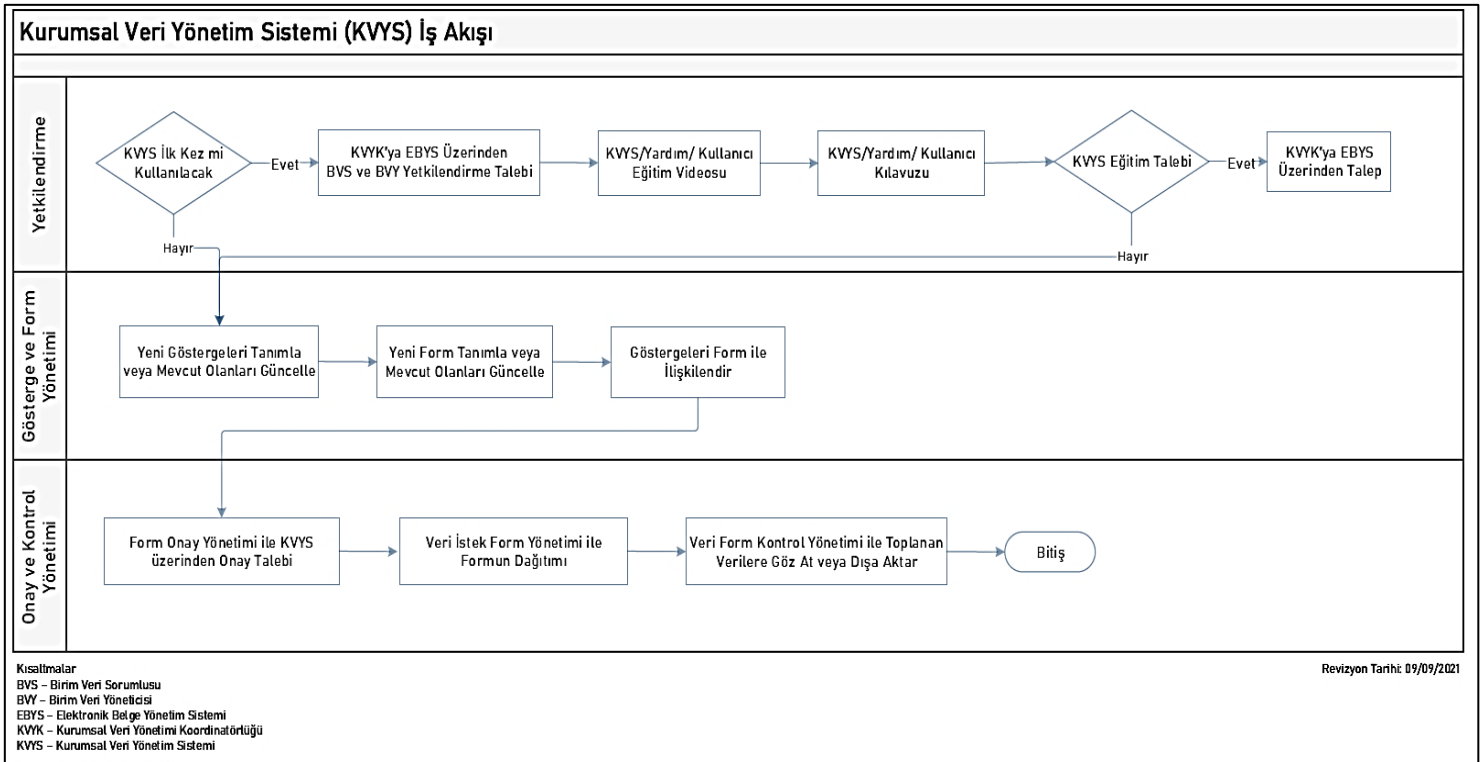 Kurumsal Veri Yönetim Sistemi (KVYS) İş Akışı
Yetkilendirme
KVYS İlk Kez mi
Kullanılacak
Evet
KVYK'ya EBYS Üzerinden
BVS ve BVY Yetkilendirme Talebi
KVYS/Yardım/ Kullanıcı
Eğitim Videosu
KVYS/Yardım/ Kullanıcı
Kılavuzu
KVYS Eğitim Talebi
Evet
KVYK'ya EBYS
Üzerinden Talep
Hayır
Hayır
Gösterge ve Form
Yönetimi
Yeni Göstergeleri Tanımla
veya Mevcut Olanları Güncelle
Yeni Form Tanımla veya
Mevcut Olanları Güncelle
Göstergeleri Form ile
İlişkilendir
Onay ve Kontrol
Yönetimi
Form Onay Yönetimi ile KVYS
üzerinden Onay Talebi
Veri İstek Form Yönetimi ile
Formun Dağıtımı
Veri Form Kontrol Yönetimi ile Toplanan
Verilere Göz At veya Dışa Aktar
Bitiş
Kısaltmalar
BVS – Birim Veri Sorumlusu
BVY – Birim Veri Yöneticisi
EBYS – Elektronik Belge Yönetim Sistemi
KVYK – Kurumsal Veri Yönetimi Koordinatörlüğü
KVYS – Kurumsal Veri Yönetim Sistemi
Revizyon Tarihi: 09/09/2021